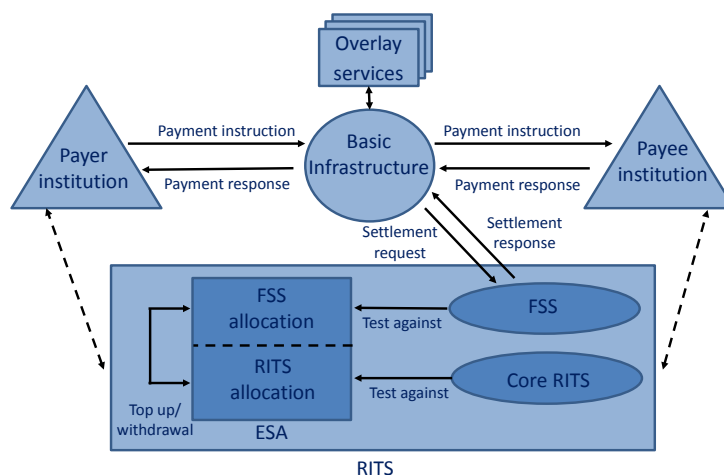 Overlay
services
Payment instruction
Payment instruction
Basic
Infrastructure
Payer
institution
Payee
institution
Payment response
Payment response
Settlement
request
Settlement
response
FSS
allocation
Test against
FSS
RITS
allocation
Test against
Core RITS
Top up/
withdrawal
ESA
RITS